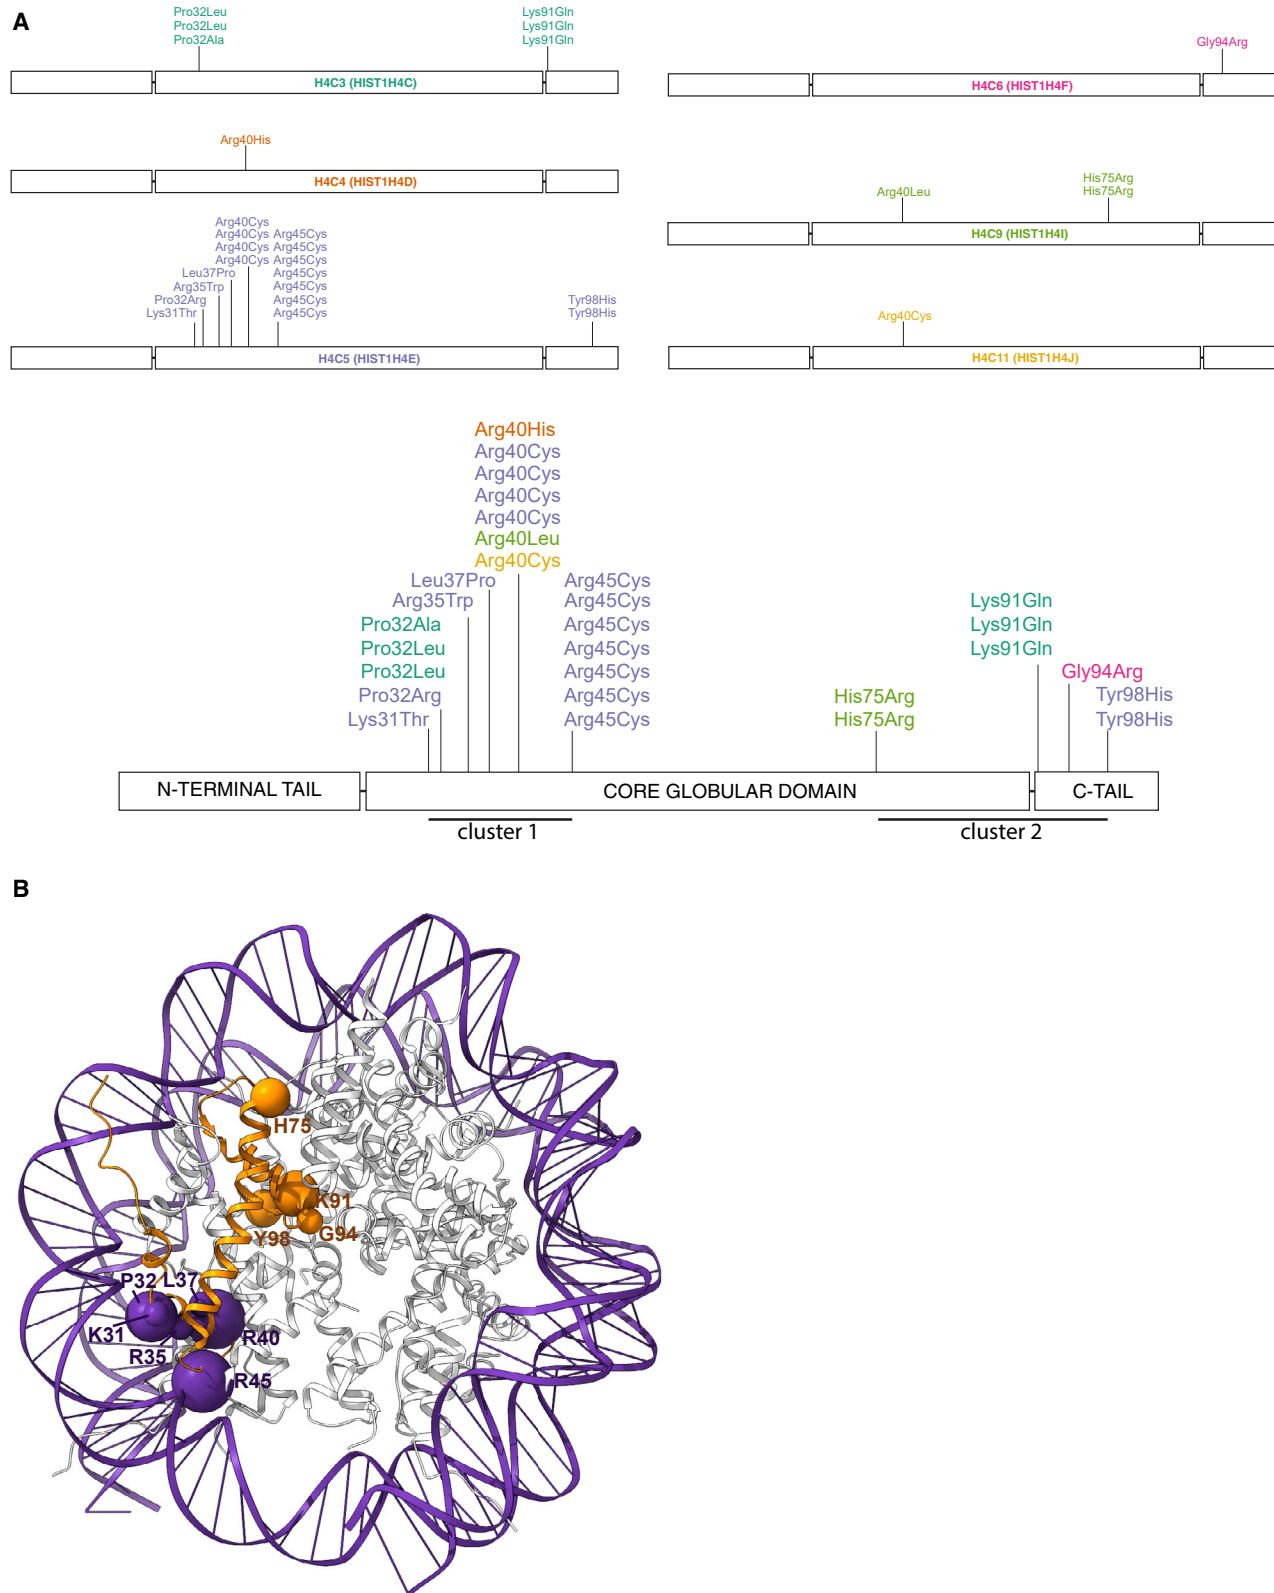 A
Pro32Leu
Pro32Leu
Pro32Ala
Lys91Gln
Lys91Gln
Lys91Gln
H4C3 (HIST1H4C)
Gly94Arg
H4C6 (HIST1H4F)
Arg40His
H4C4 (HIST1H4D)
Arg40Leu
His75Arg
His75Arg
H4C9 (HIST1H4I)
Arg40Cys
Arg40Cys Arg45Cys
Arg40Cys Arg45Cys
Arg40Cys Arg45Cys
Leu37Pro Arg45Cys
Arg35Trp Arg45Cys
Pro32Arg Arg45Cys
Lys31Thr Arg45Cys
Tyr98His
Tyr98His
H4C5 (HIST1H4E)
Arg40Cys
H4C11 (HIST1H4J)
Arg40His
Arg40Cys
Arg40Cys
Arg40Cys
Arg40Cys
Arg40Leu
Arg40Cys
Leu37Pro Arg45Cys
Arg35Trp Arg45Cys Lys91Gln
Pro32Ala Arg45Cys Lys91Gln
Pro32Leu Arg45Cys Lys91Gln
Pro32Leu Arg45Cys Gly94Arg
Pro32Arg Arg45Cys His75Arg Tyr98His
Lys31Thr Arg45Cys His75Arg Tyr98His
N-TERMINAL TAIL CORE GLOBULAR DOMAIN C-TAIL
cluster 1 cluster 2
B
H75
K91
Y98 G94
P32 L37
K31 R40
R35
R45